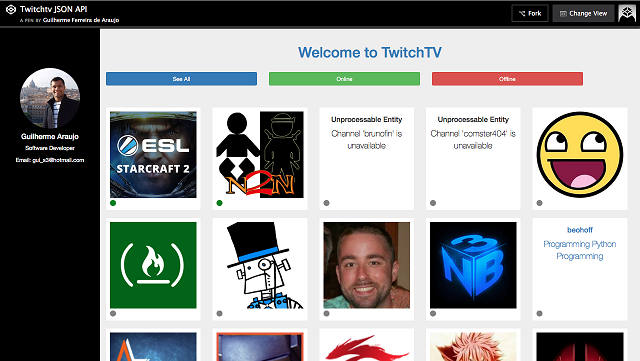 Twitchtv JSON API
A PEN BY Guilherme Ferreira de Araujo
Fork
Change View
Guilherme Araujo
Software Developer
Email: gui_s3@hotmail.com
Welcome to TwitchTV
See All
Online
Offline
ESL
STARCRAFT 2
N2N
Unprocessable Entity
Channel 'brunofin' is
unavailable
Unprocessable Entity
Channel 'comster404' is
unavailable
3
N B
beohoff
Programming Python
Programming